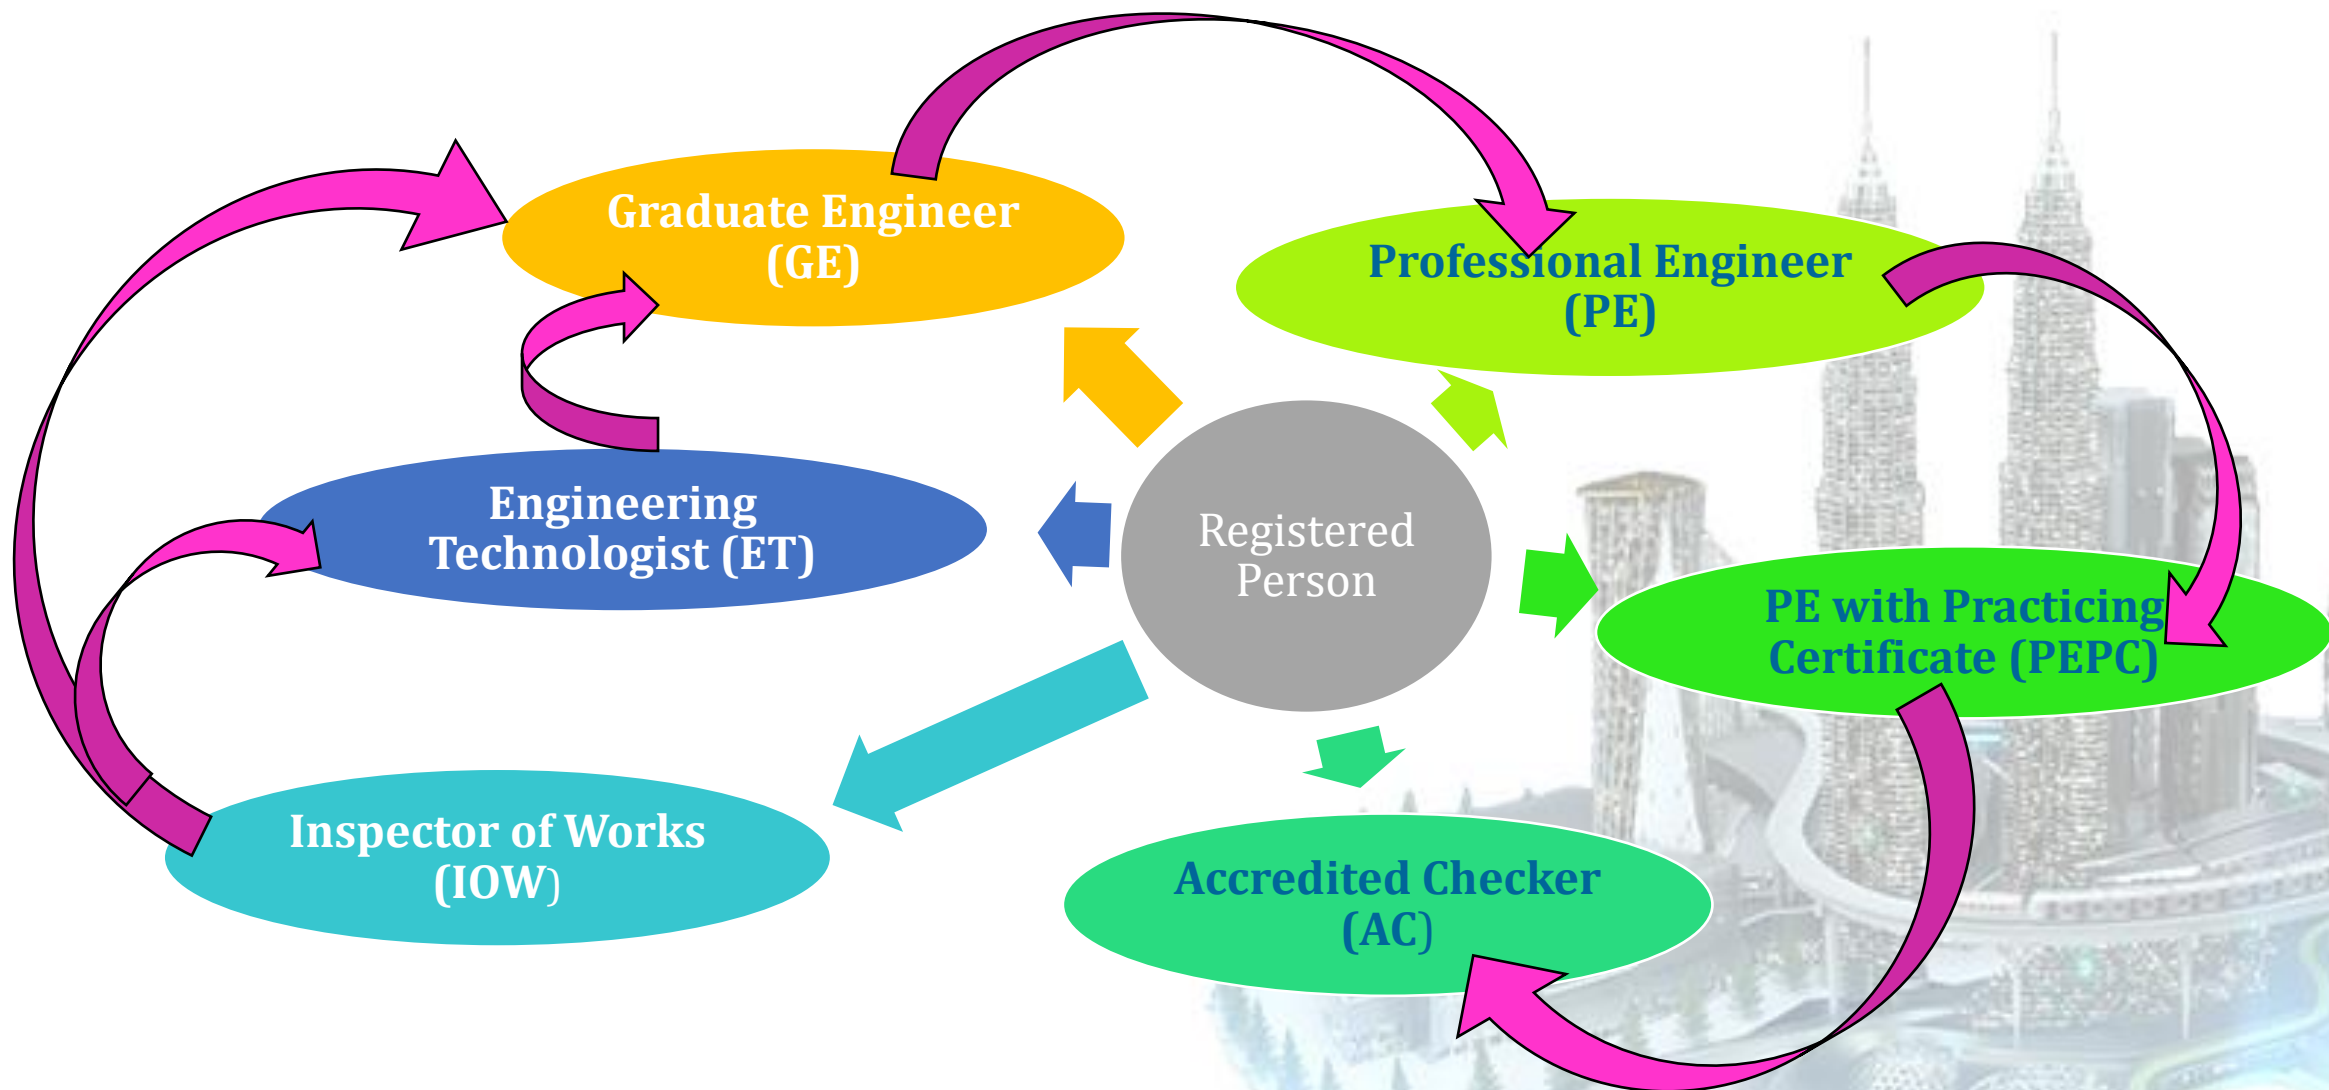 Graduate Engineer
(GE)
Professional Engineer
(PE)
Engineering
Technologist (ET)
Registered
Person
PE with Practicing
Certificate (PEPC)
Inspector of Works
(IOW)
Accredited Checker
(AC)